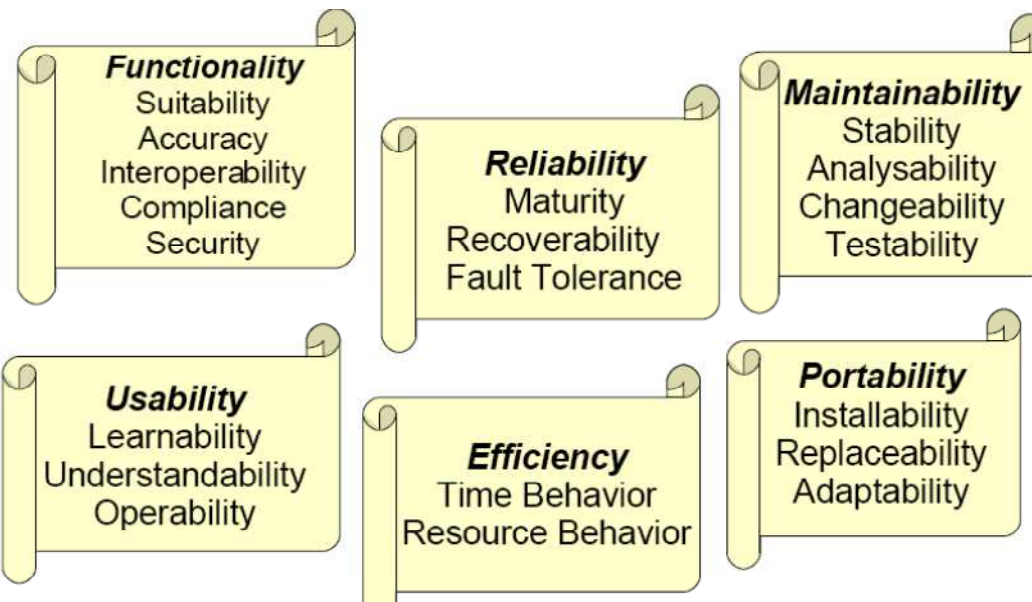 Functionality
Suitability
Accuracy
Interoperability
Compliance
Security
Reliability
Maturity
Recoverability
Fault Tolerance
Maintainability
Stability
Analysability
Changeability
Testability
Usability
Learnability
Understandability
Operability
Efficiency
Time Behavior
Resource Behavior
Portability
Installability
Replaceability
Adaptability